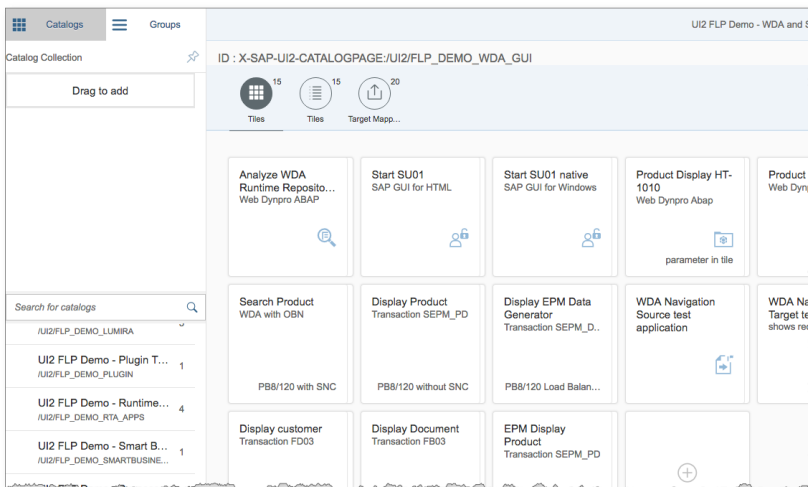 Catalogs
Groups
UI2 FLP Demo - WDA and S
Catalog Collection
Drag to add
ID : X-SAP-UI2-CATALOGPAGE:/UI2/FLP_DEMO_WDA_GUI
15
15
20
Tiles
Tiles
Target Mapp...
Analyze WDA
Runtime Reposito...
Web Dynpro ABAP
Start SU01
SAP GUI for HTML
Start SU01 native
SAP GUI for Windows
Product Display HT-
1010
Web Dynpro Abap
parameter in tile
Product
Web Dynp
Search for catalogs
/UI2/FLP_DEMO_LUMIRA
UI2 FLP Demo - Plugin T...
1
/UI2/FLP_DEMO_PLUGIN
UI2 FLP Demo - Runtime...
4
/UI2/FLP_DEMO_RTA_APPS
UI2 FLP Demo - Smart B...
1
/UI2/FLP_DEMO_SMARTBUSINE...
Search Product
WDA with OBN
PB8/120 with SNC
Display Product
Transaction SEPM_PD
PB8/120 without SNC
Display EPM Data
Generator
Transaction SEPM_D..
PB8/120 Load Balan...
WDA Navigation
Source test
application
WDA Na
Target te
shows rec
Display customer
Transaction FD03
Display Document
Transaction FB03
EPM Display
Product
Transaction SEPM_PD